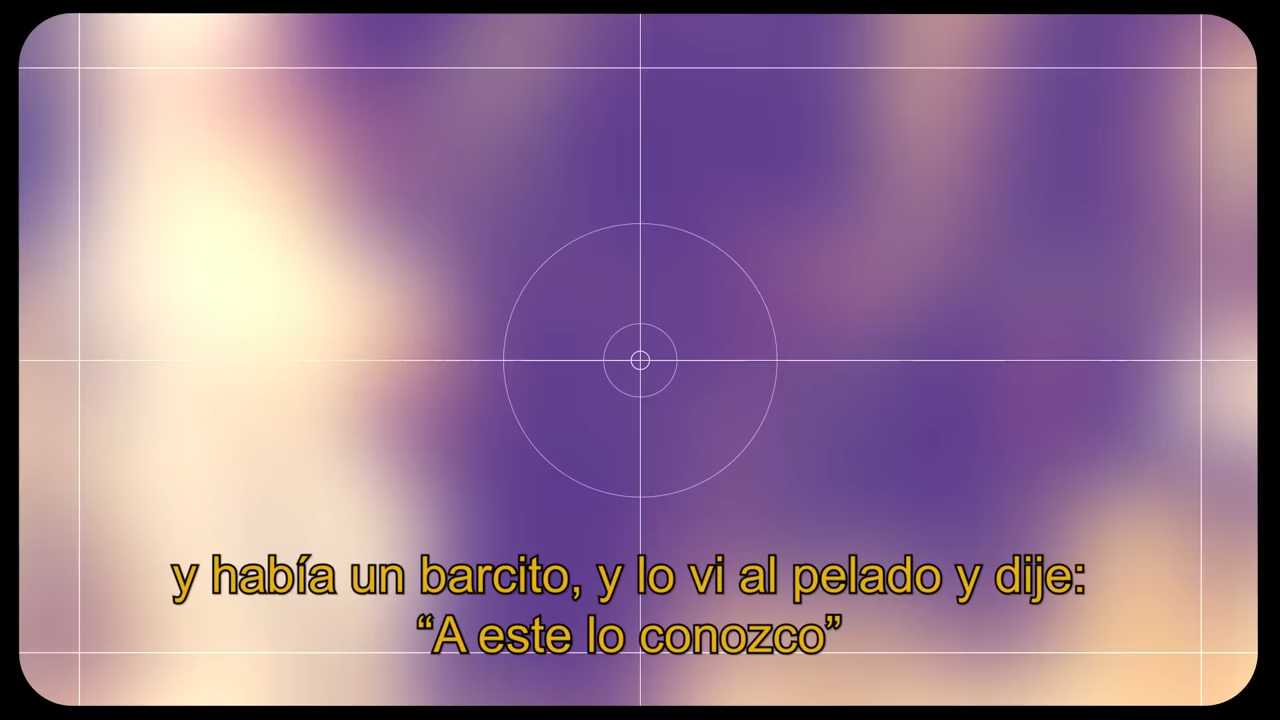 y había un barcito, y lo vi al pelado y dije:
“A este lo conozco”